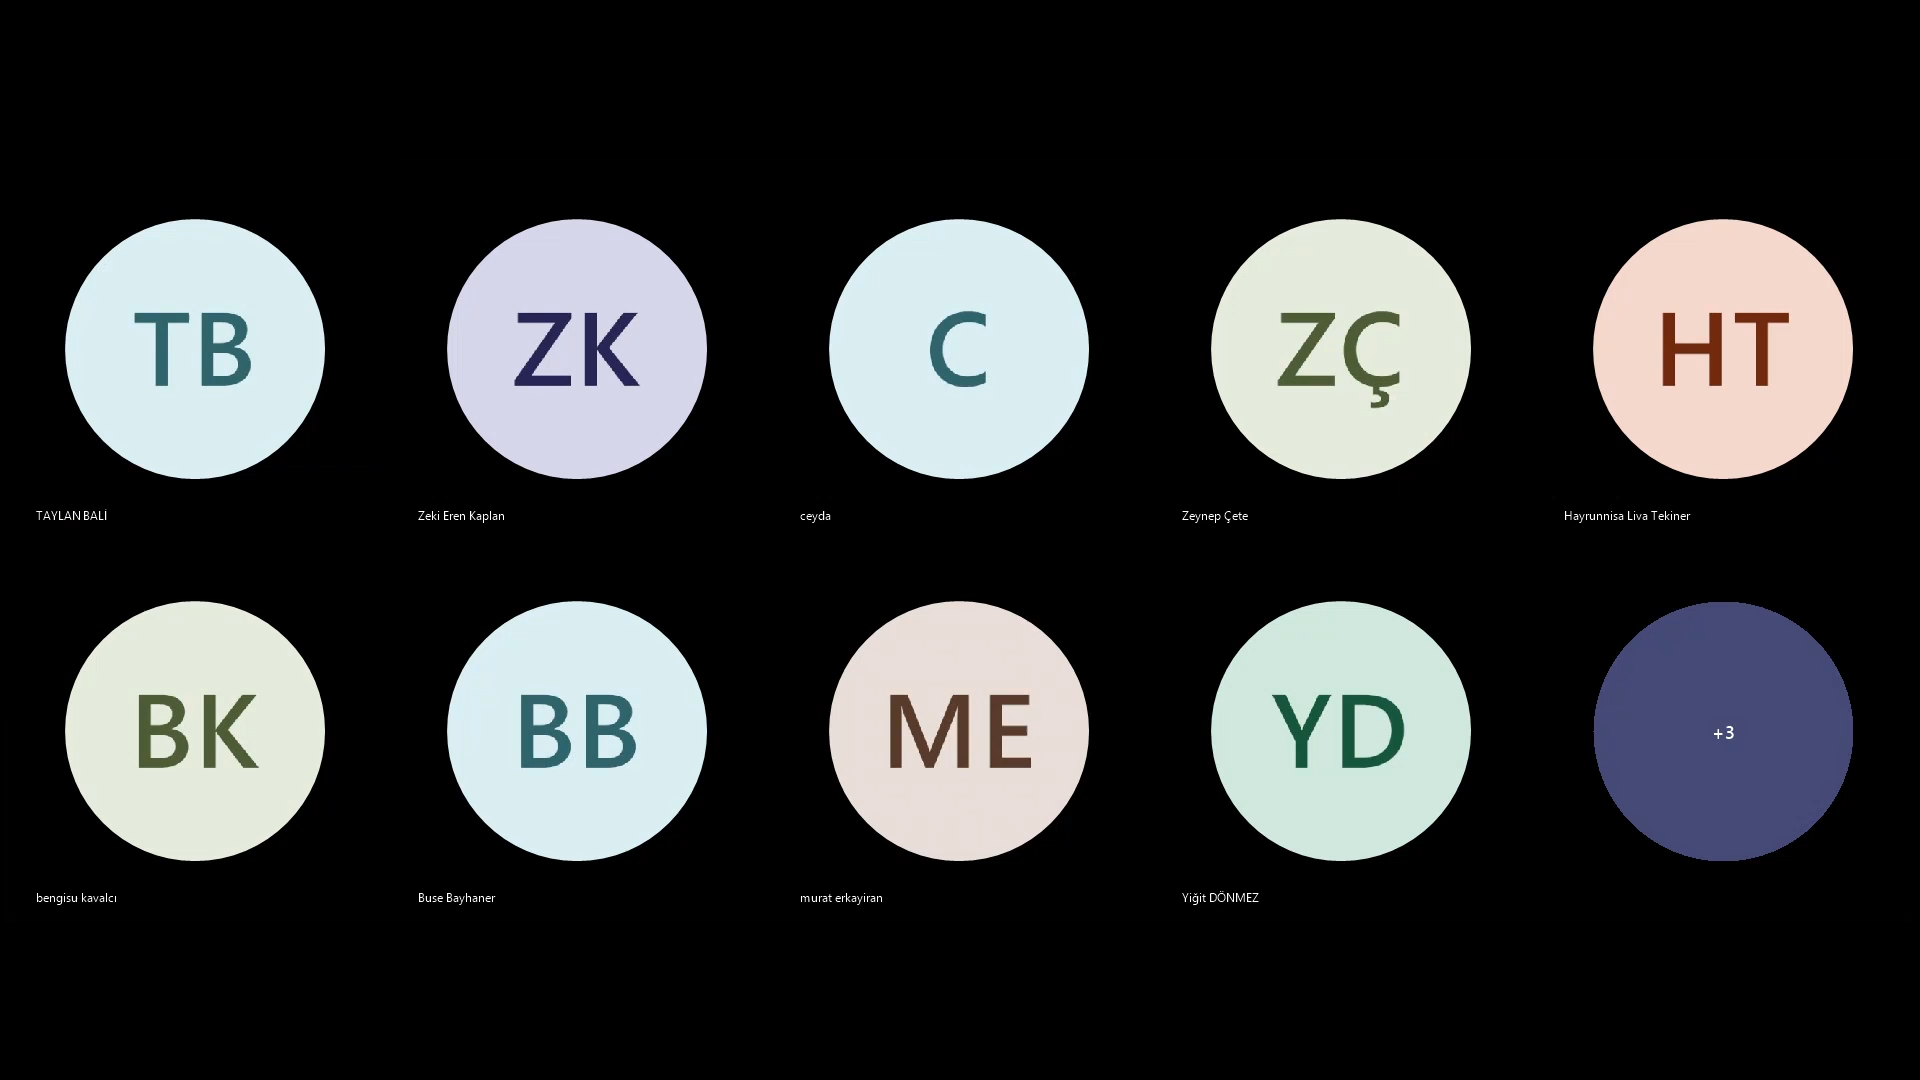 TB
ZK
C
ZÇ
HT
TAYLAN BALİ
Zeki Eren Kaplan
ceyda
Zeynep Çete
Hayrunnisa Liva Tekiner
BK
BB
ME
YD
+3
bengisu kavalcı
Buse Bayhaner
murat erkayiran
Yiğit DÖNMEZ